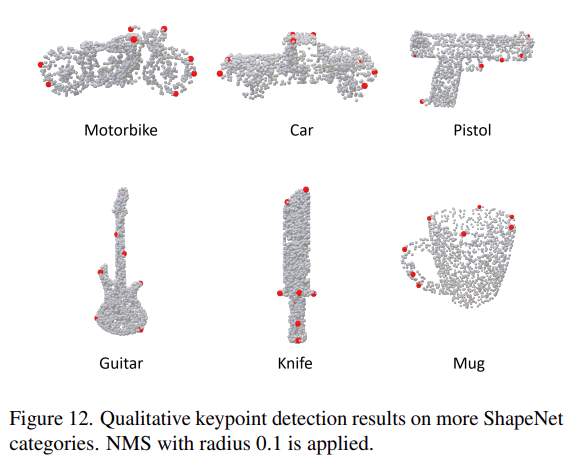 Motorbike Car Pistol
Guitar Knife Mug
Figure 12. Qualitative keypoint detection results on more ShapeNet
categories. NMS with radius 0.1 is applied.